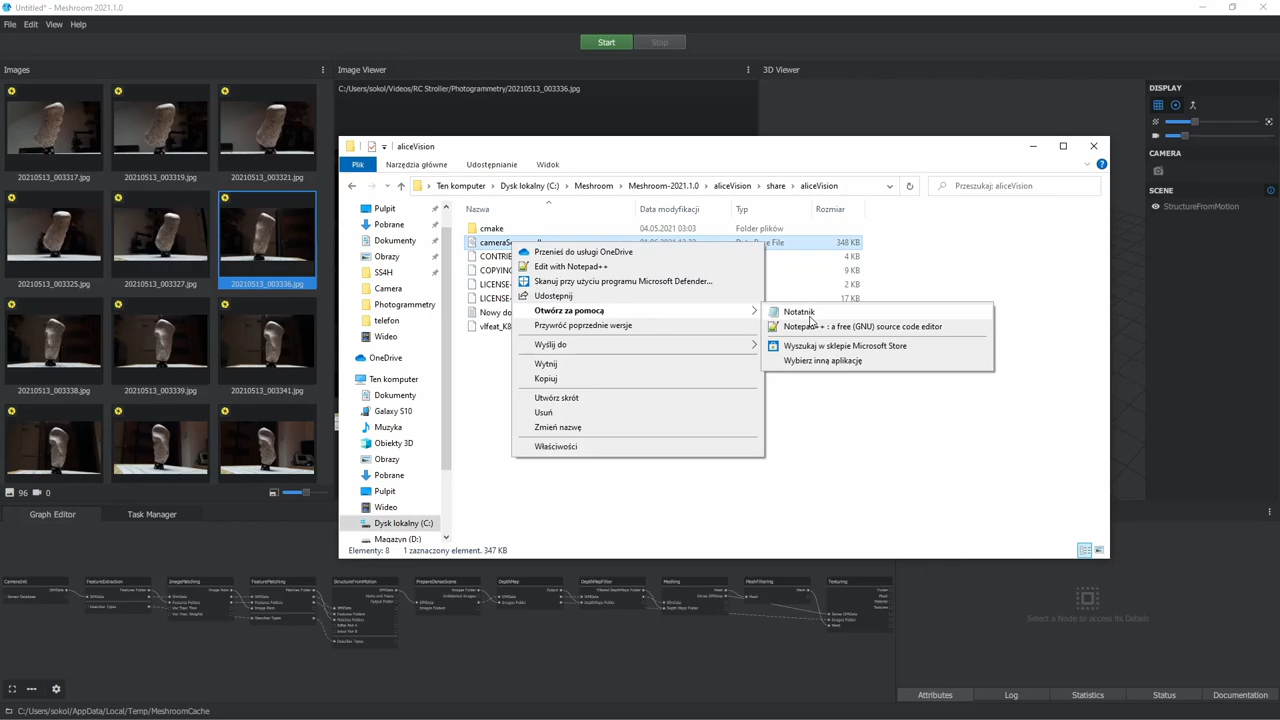 Untitled* - Meshroom 2021.1.0
File Edit View Help
Start Stop
Images
Image Viewer
3D Viewer
C:/Users/sokol/Videos/RC Stroller/Photogrammetry/20210513_003336.jpg
20210513_003317.jpg 20210513_003319.jpg 20210513_003321.jpg
20210513_003325.jpg 20210513_003327.jpg 20210513_003336.jpg
20210513_003338.jpg 20210513_003339.jpg 20210513_003341.jpg
96 0
DISPLAY
CAMERA
SCENE
StructureFromMotion
aliceVision
Plik Narzędzia główne Udostępnianie Widok
Ten komputer Dysk lokalny (C:) Meshroom Meshroom-2021.1.0 aliceVision share aliceVision
Przeszukaj: aliceVision
Nazwa Data modyfikacji Typ Rozmiar
Pulpit
Pobrane
Dokumenty
Obrazy
SS4H
Camera
Photogrammetry
telefon
Wideo
OneDrive
Ten komputer
Dokumenty
Galaxy S10
Muzyka
Obiekty 3D
Obrazy
Pobrane
Pulpit
Wideo
Dysk lokalny (C:)
Magazyn (D:)
cmake 04.05.2021 03:03 Folder plików
348 KB
CONTRIB 4 KB
COPYING 9 KB
LICENSE- 2 KB
LICENSE- 17 KB
Nowy do
vlfeat_K8
Przenieś do usługi OneDrive
Edit with Notepad++
Skanuj przy użyciu programu Microsoft Defender...
Udostępnij
Otwórz za pomocą
Przywróć poprzednie wersje
Wyślij do
Wytnij
Kopiuj
Utwórz skrót
Usuń
Zmień nazwę
Właściwości
Notatnik
Notepad++ : a free (GNU) source code editor
Wyszukaj w sklepie Microsoft Store
Wybierz inną aplikację
Elementy: 8 1 zaznaczony element. 347 KB
Graph Editor Task Manager
CameraInit FeatureExtraction ImageMatching FeatureMatching StructureFromMotion PrepareDenseScene DepthMap DepthMapFilter Meshing MeshFiltering Texturing
Select a Node to access its Details
Attributes Log Statistics Status Documentation
C:/Users/sokol/AppData/Local/Temp/MeshroomCache